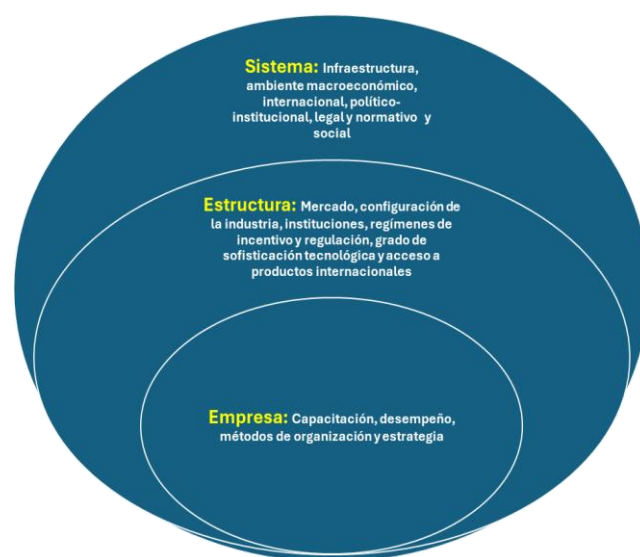 Sistema: Infraestructura,
ambiente macroeconómico,
internacional, político-
institucional, legal y normativo y
social
Estructura: Mercado, configuración de
la industria, instituciones, regímenes de
incentivo y regulación, grado de
sofisticación tecnológica y acceso a
productos internacionales
Empresa: Capacitación, desempeño,
métodos de organización y estrategia